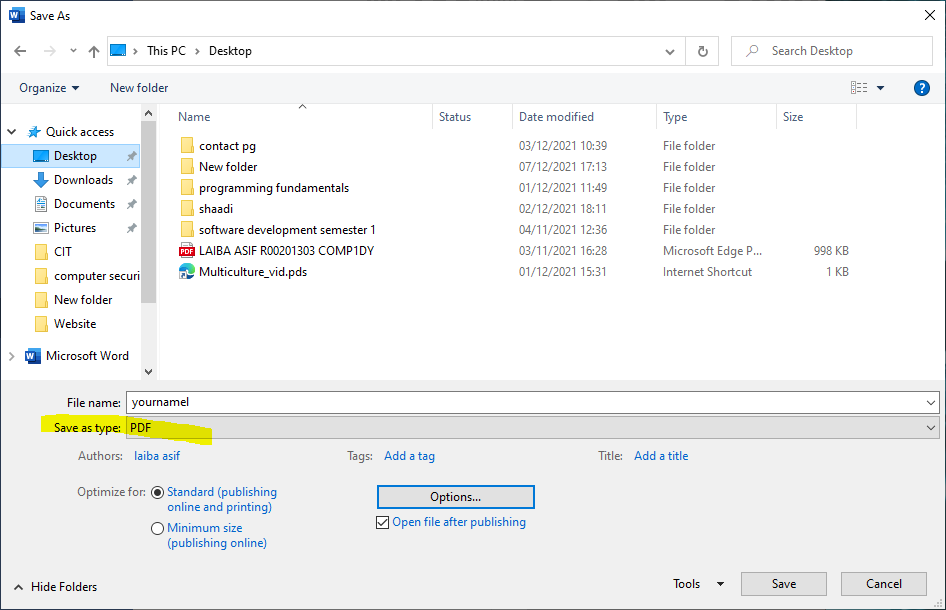 Save As
This PC > Desktop
Search Desktop
Organize New folder
?
Name Status Date modified Type Size
Quick access
Desktop
Downloads
Documents
Pictures
CIT
computer securi
New folder
Website
Microsoft Word
contact pg 03/12/2021 10:39 File folder
New folder 07/12/2021 17:13 File folder
programming fundamentals 01/12/2021 11:49 File folder
shaadi 02/12/2021 18:11 File folder
software development semester 1 04/11/2021 12:36 File folder
PDF LAIBA ASIF R00201303 COMP1DY 03/11/2021 16:28 Microsoft Edge P... 998 KB
Multiculture_vid.pds 01/12/2021 15:31 Internet Shortcut 1 KB
File name: yournamel
Save as type: PDF
Authors: laiba asif Tags: Add a tag Title: Add a title
Optimize for: Standard (publishing
online and printing)
Minimum size
(publishing online)
Options...
Open file after publishing
Hide Folders
Tools Save Cancel